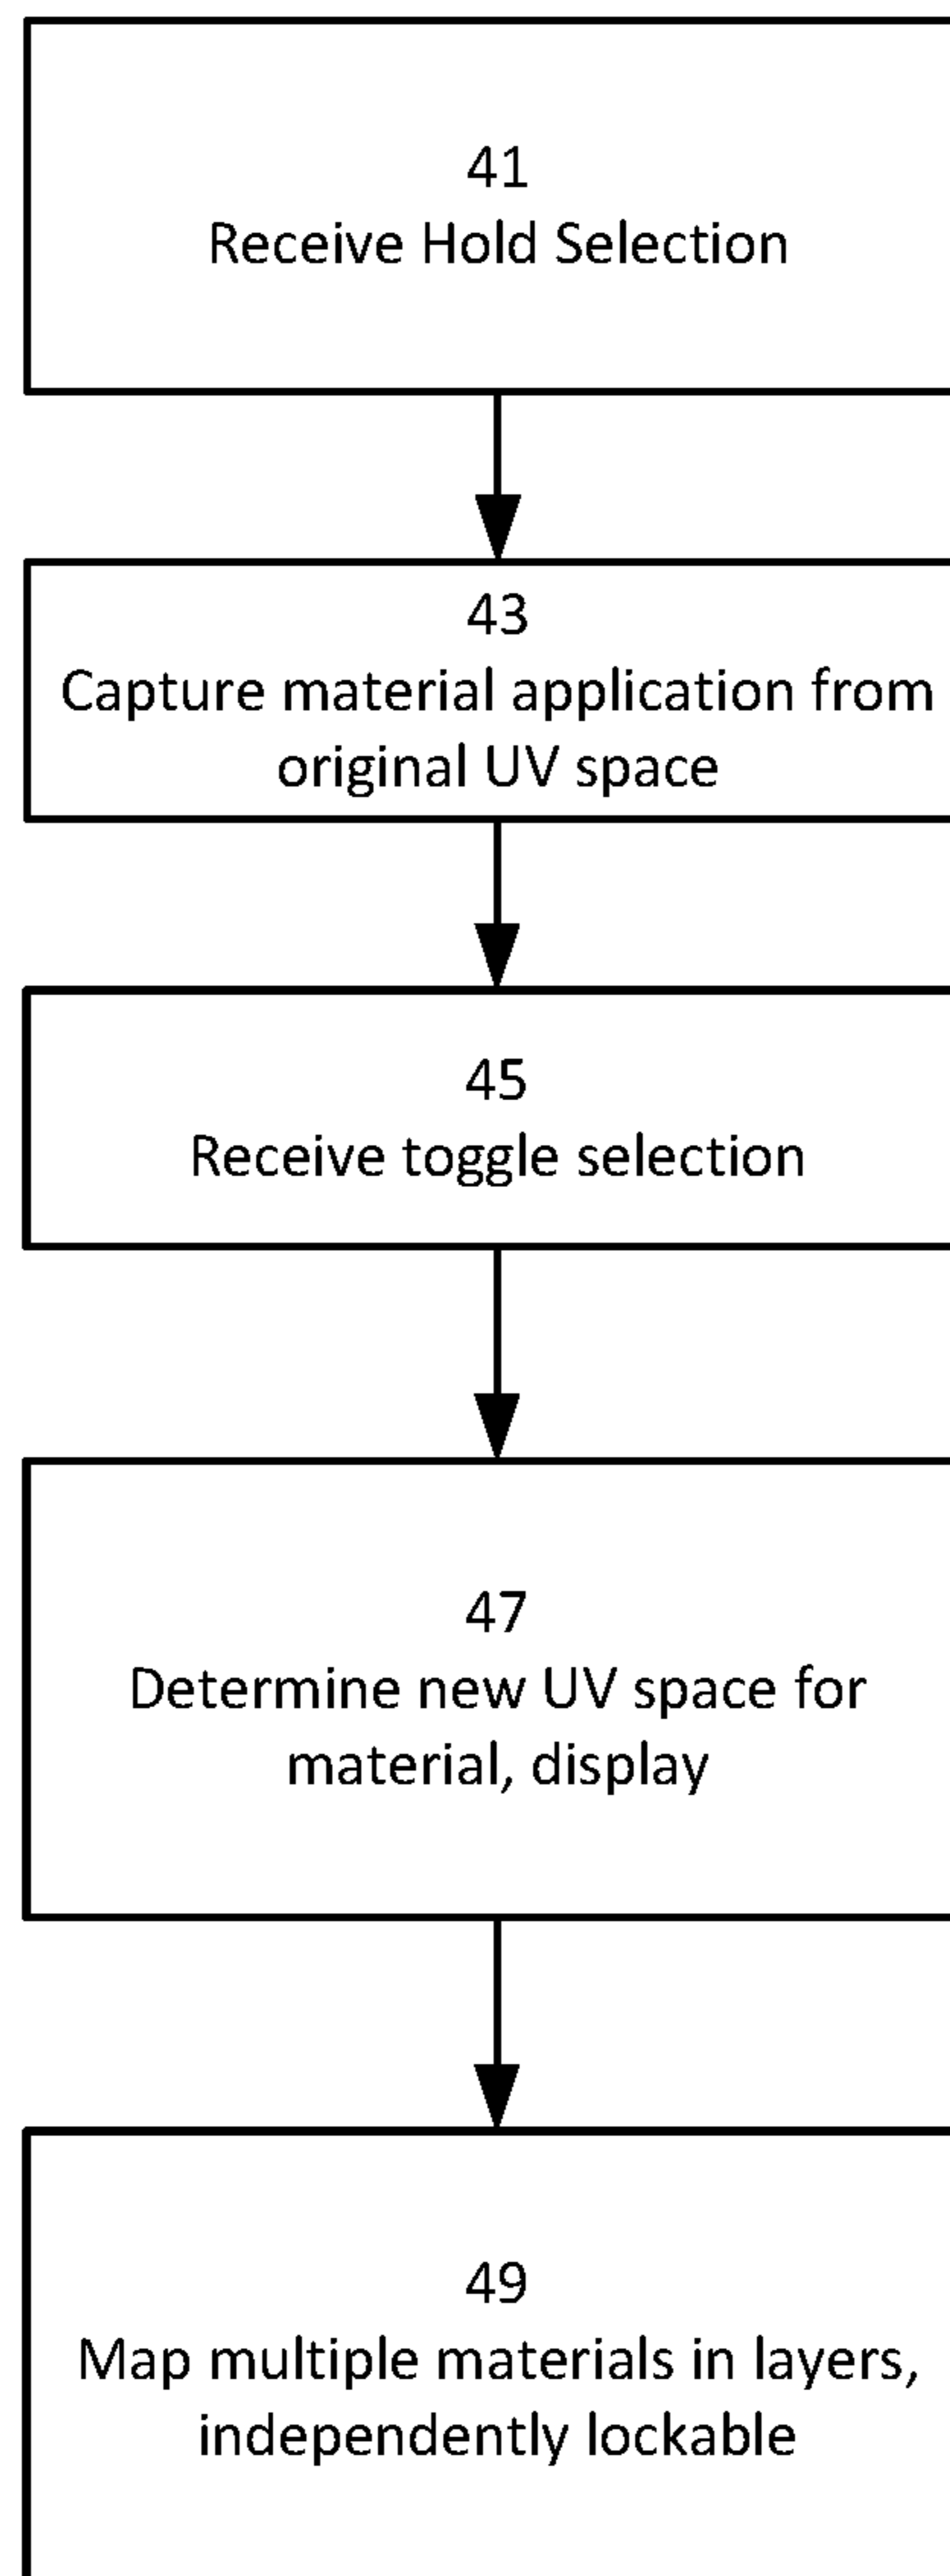 41
Receive Hold Selection
43
Capture material application from
original UV space
45
Receive toggle selection
47
Determine new UV space for
material, display
49
Map multiple materials in layers,
independently lockable